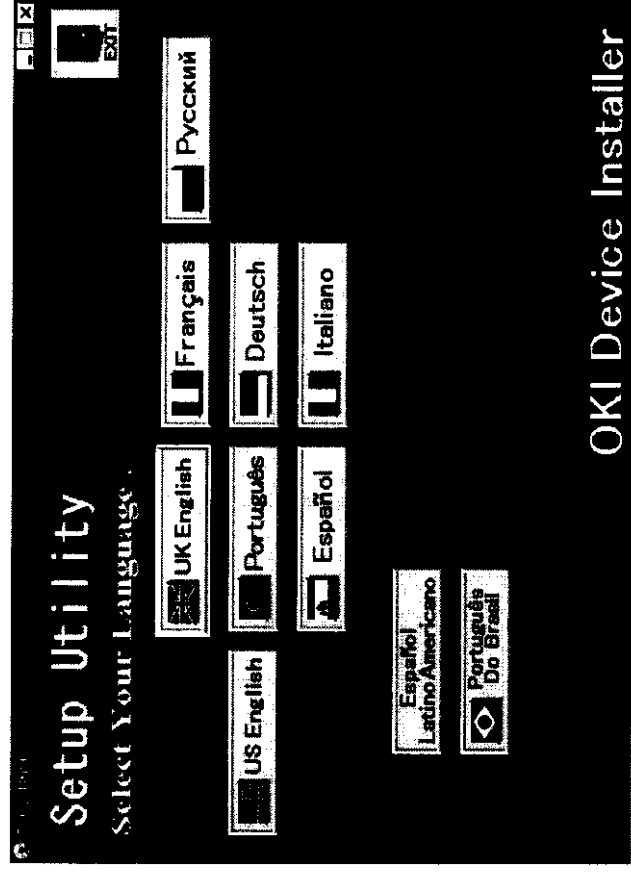 EXIT
Setup Utility
Select Your Language .
UK English
Français
Русский
US English
Português
Deutsch
Español
Italiano
Español
Latino Americano
Português
Do Brasil
OKI Device Installer